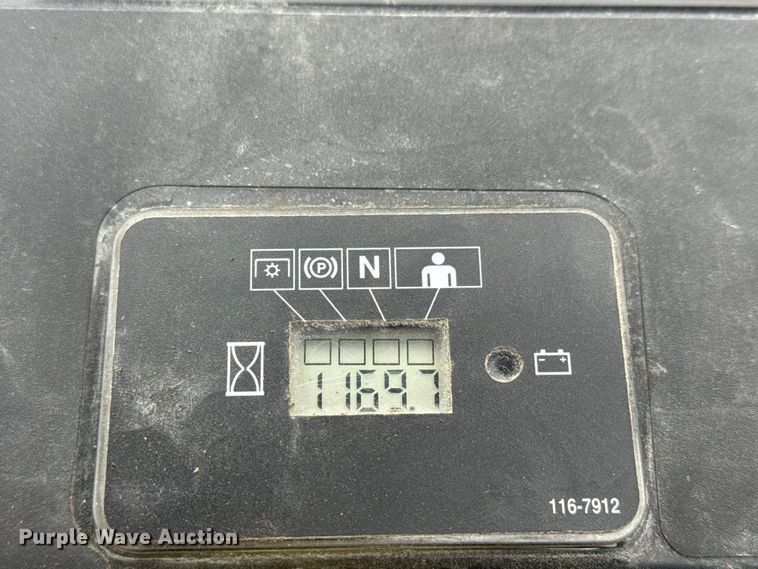 P N
1169.7
- +
116-7912
Purple Wave Auction